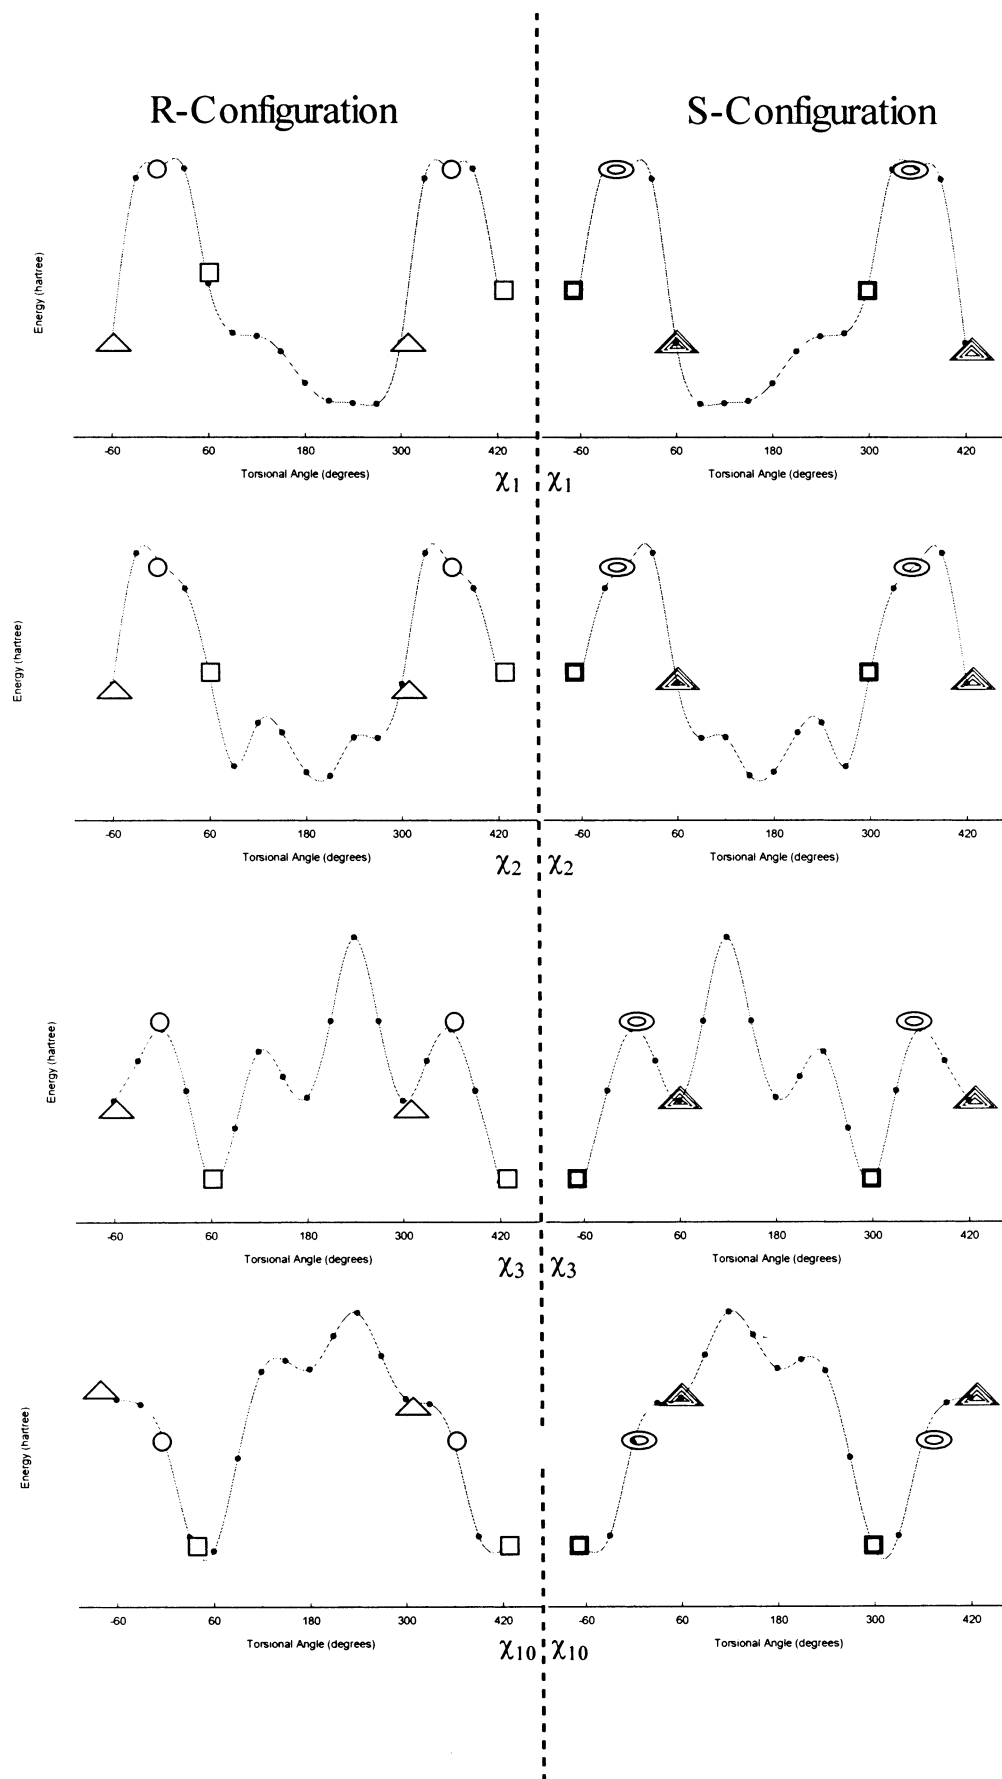 R-Configuration S-Configuration
Energy (hartree)
-60 60 180 300 420 -60 60 180 300 420
Torsional Angle (degrees) χ1 χ1 Torsional Angle (degrees)
Energy (hartree)
-60 60 180 300 420 -60 60 180 300 420
Torsional Angle (degrees) χ2 χ2 Torsional Angle (degrees)
Energy (hartree)
-60 60 180 300 420 -60 60 180 300 420
Torsional Angle (degrees) χ3 χ3 Torsional Angle (degrees)
Energy (hartree)
-60 60 180 300 420 -60 60 180 300 420
Torsional Angle (degrees) χ10 χ10 Torsional Angle (degrees)